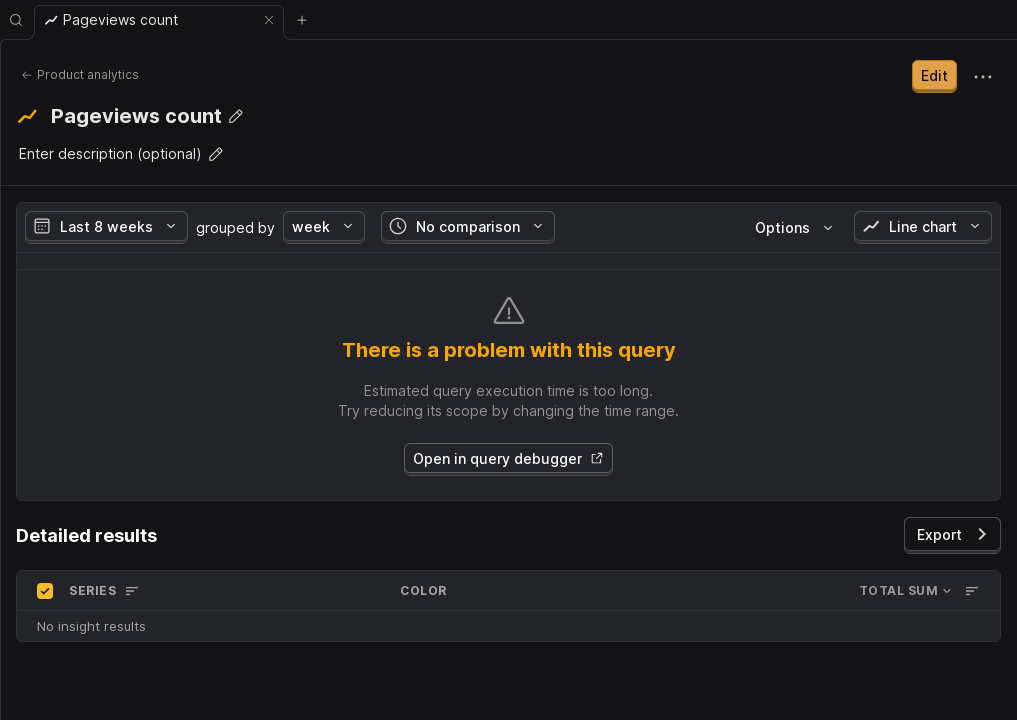 Pageviews count
Product analytics
Edit
Pageviews count
Enter description (optional)
Last 8 weeks grouped by week No comparison Options Line chart
There is a problem with this query
Estimated query execution time is too long.
Try reducing its scope by changing the time range.
Open in query debugger
Detailed results Export
SERIES COLOR TOTAL SUM
No insight results